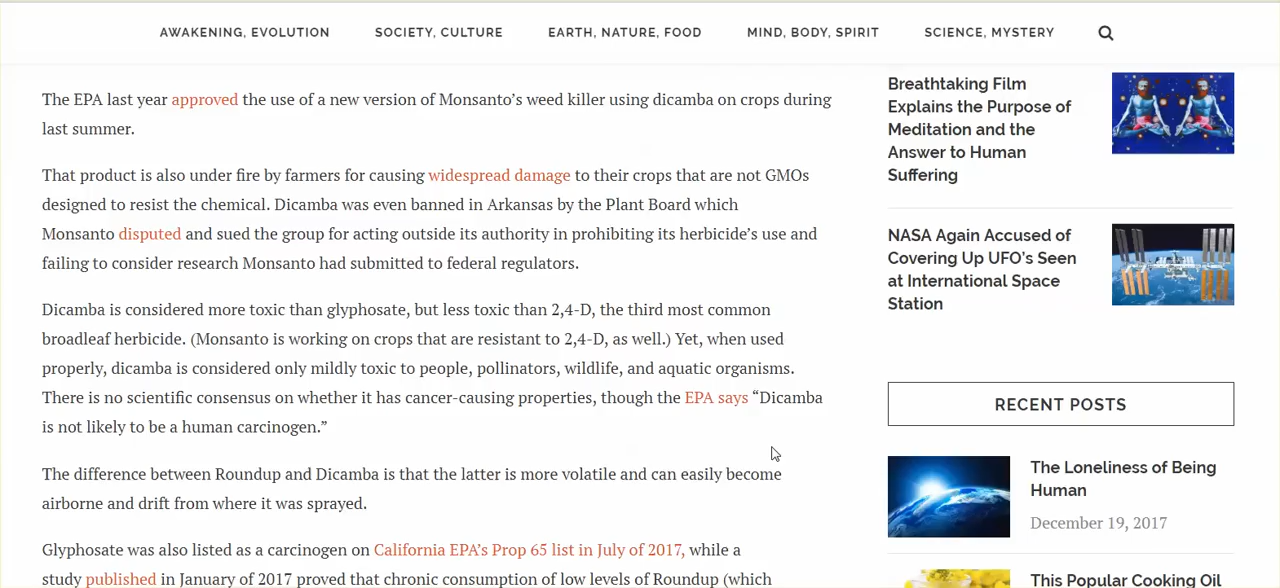 AWAKENING, EVOLUTION
SOCIETY, CULTURE
EARTH, NATURE, FOOD
MIND, BODY, SPIRIT
SCIENCE, MYSTERY
The EPA last year approved the use of a new version of Monsanto’s weed killer using dicamba on crops during
last summer.
That product is also under fire by farmers for causing widespread damage to their crops that are not GMOs
designed to resist the chemical. Dicamba was even banned in Arkansas by the Plant Board which
Monsanto disputed and sued the group for acting outside its authority in prohibiting its herbicide’s use and
failing to consider research Monsanto had submitted to federal regulators.
Dicamba is considered more toxic than glyphosate, but less toxic than 2,4-D, the third most common
broadleaf herbicide. (Monsanto is working on crops that are resistant to 2,4-D, as well.) Yet, when used
properly, dicamba is considered only mildly toxic to people, pollinators, wildlife, and aquatic organisms.
There is no scientific consensus on whether it has cancer-causing properties, though the EPA says “Dicamba
is not likely to be a human carcinogen.”
The difference between Roundup and Dicamba is that the latter is more volatile and can easily become
airborne and drift from where it was sprayed.
Glyphosate was also listed as a carcinogen on California EPA’s Prop 65 list in July of 2017, while a
study published in January of 2017 proved that chronic consumption of low levels of Roundup (which
Breathtaking Film
Explains the Purpose of
Meditation and the
Answer to Human
Suffering
NASA Again Accused of
Covering Up UFO’s Seen
at International Space
Station
RECENT POSTS
The Loneliness of Being
Human
December 19, 2017
This Popular Cooking Oil